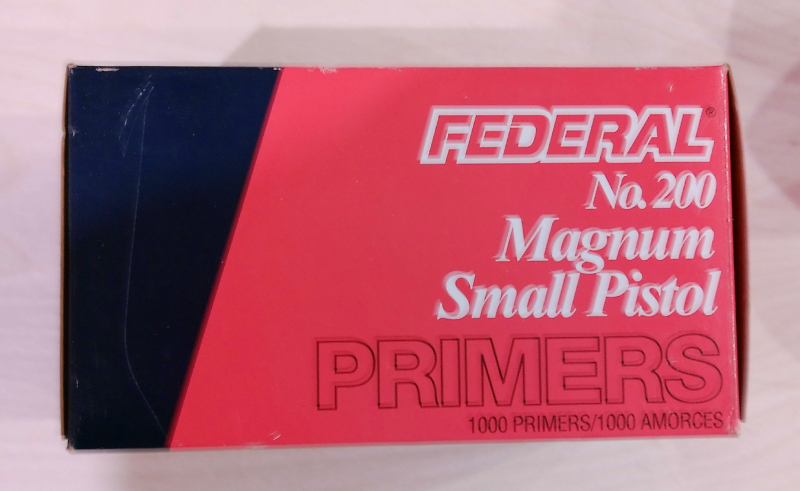 FEDERAL®
No. 200
Magnum
Small Pistol
PRIMERS
1000 PRIMERS/1000 AMORCES